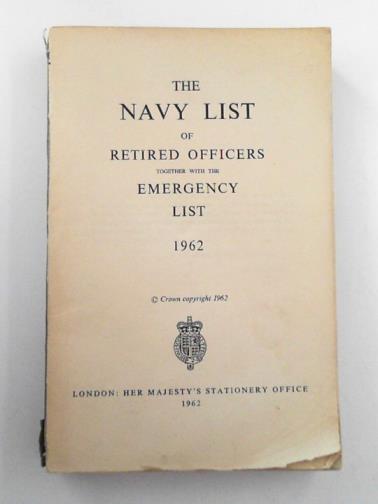 THE
NAVY LIST
OF
RETIRED OFFICERS
TOGETHER WITH THE
EMERGENCY
LIST
1962
© Crown copyright 1962
LONDON: HER MAJESTY'S STATIONERY OFFICE
1962